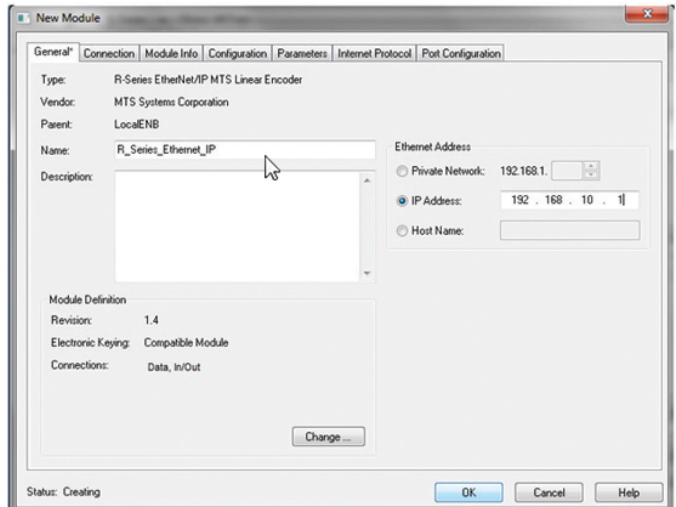 New Module
General* Connection Module Info Configuration Parameters Internet Protocol Port Configuration
Type: R-Series EtherNet/IP MTS Linear Encoder
Vendor: MTS Systems Corporation
Parent: LocalENB
Name: R_Series_Ethernet_IP
Description:
Ethernet Address
Private Network: 192.168.1.
IP Address: 192 . 168 . 10 . 1
Host Name:
Module Definition
Revision: 1.4
Electronic Keying: Compatible Module
Connections: Data, In/Out
Change ...
Status: Creating
OK Cancel Help